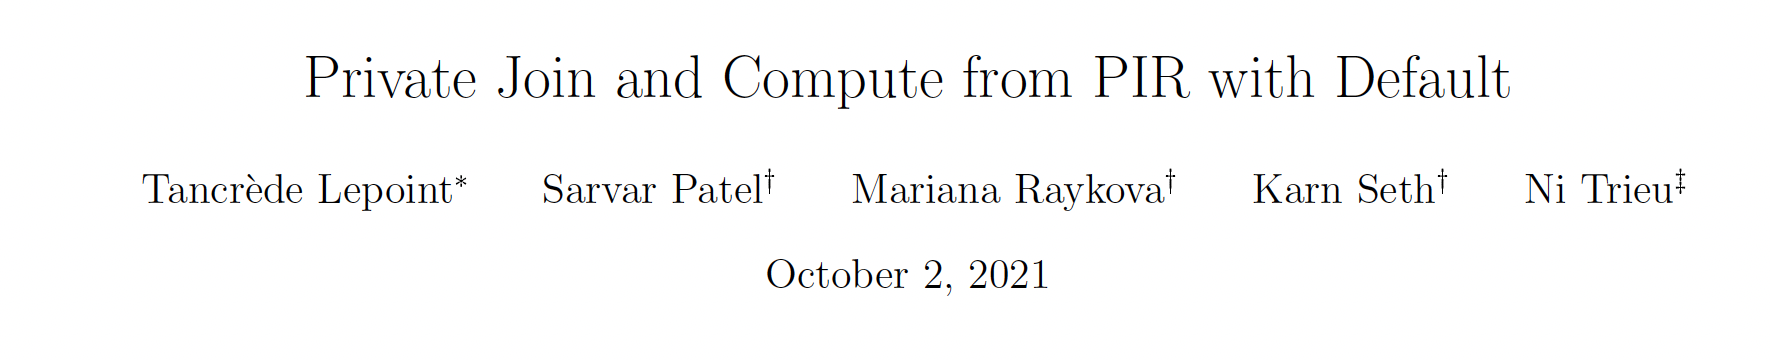 Private Join and Compute from PIR with Default
Tancrède Lepoint* Sarvar Patel† Mariana Raykova† Karn Seth† Ni Trieu‡
October 2, 2021